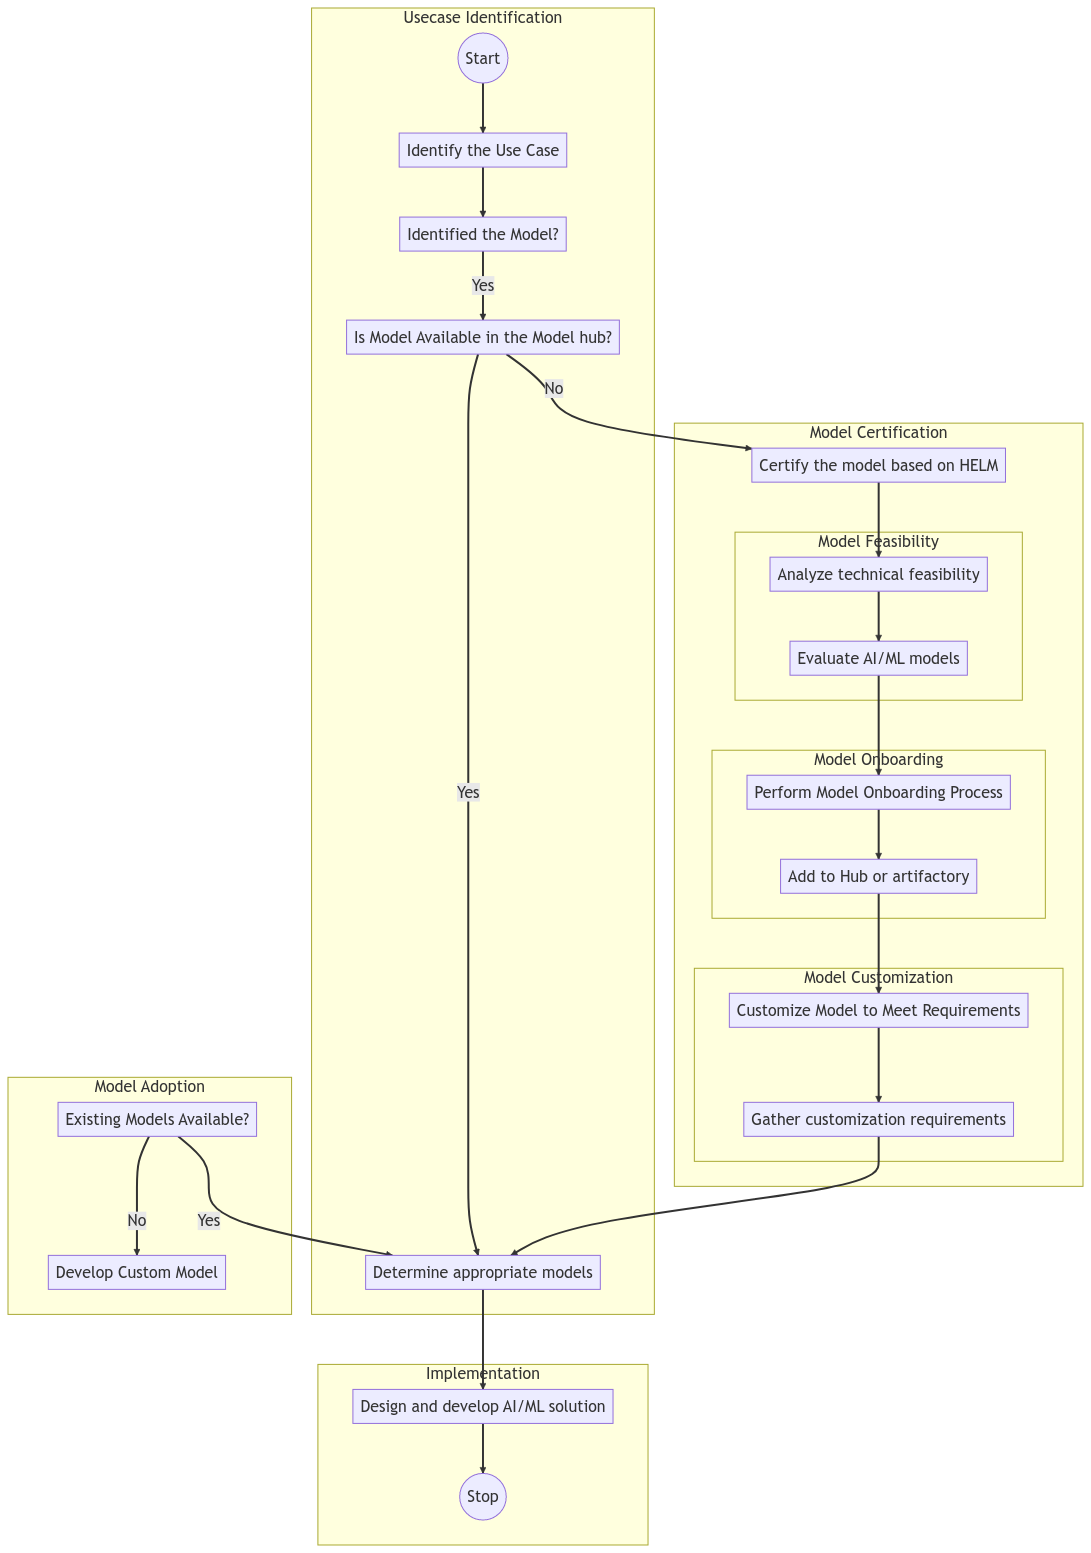 Usecase Identification
Start
Identify the Use Case
Identified the Model?
Yes
Is Model Available in the Model hub?
No
Yes
Model Certification
Certify the model based on HELM
Model Feasibility
Analyze technical feasibility
Evaluate AI/ML models
Model Onboarding
Perform Model Onboarding Process
Add to Hub or artifactory
Model Customization
Customize Model to Meet Requirements
Gather customization requirements
Model Adoption
Existing Models Available?
No
Yes
Develop Custom Model
Determine appropriate models
Implementation
Design and develop AI/ML solution
Stop